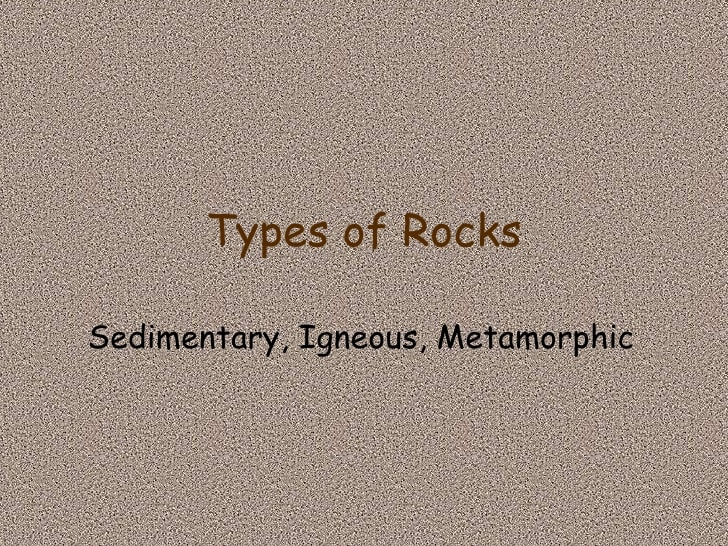 Types of Rocks
Sedimentary, Igneous, Metamorphic